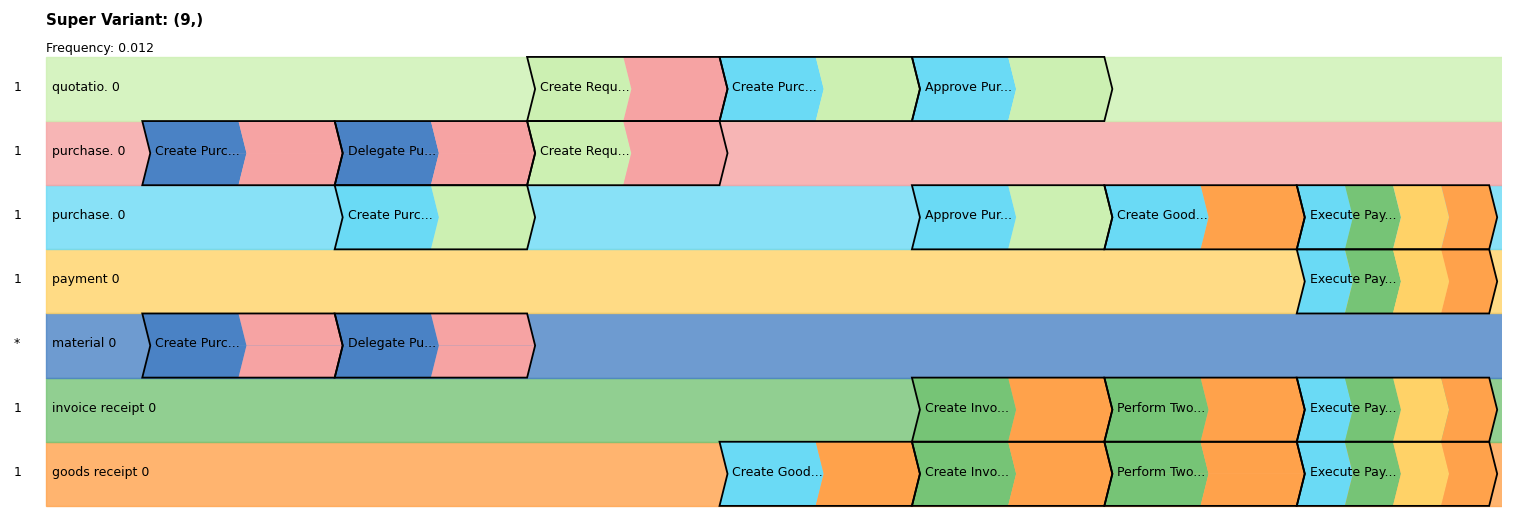 Super Variant: (9,)
Frequency: 0.012
1 quotatio. 0 Create Requ... Create Purc... Approve Pur...
1 purchase. 0 Create Purc... Delegate Pu... Create Requ...
1 purchase. 0 Create Purc... Approve Pur... Create Good... Execute Pay...
1 payment 0 Execute Pay...
* material 0 Create Purc... Delegate Pu...
1 invoice receipt 0 Create Invo... Perform Two... Execute Pay...
1 goods receipt 0 Create Good... Create Invo... Perform Two... Execute Pay...